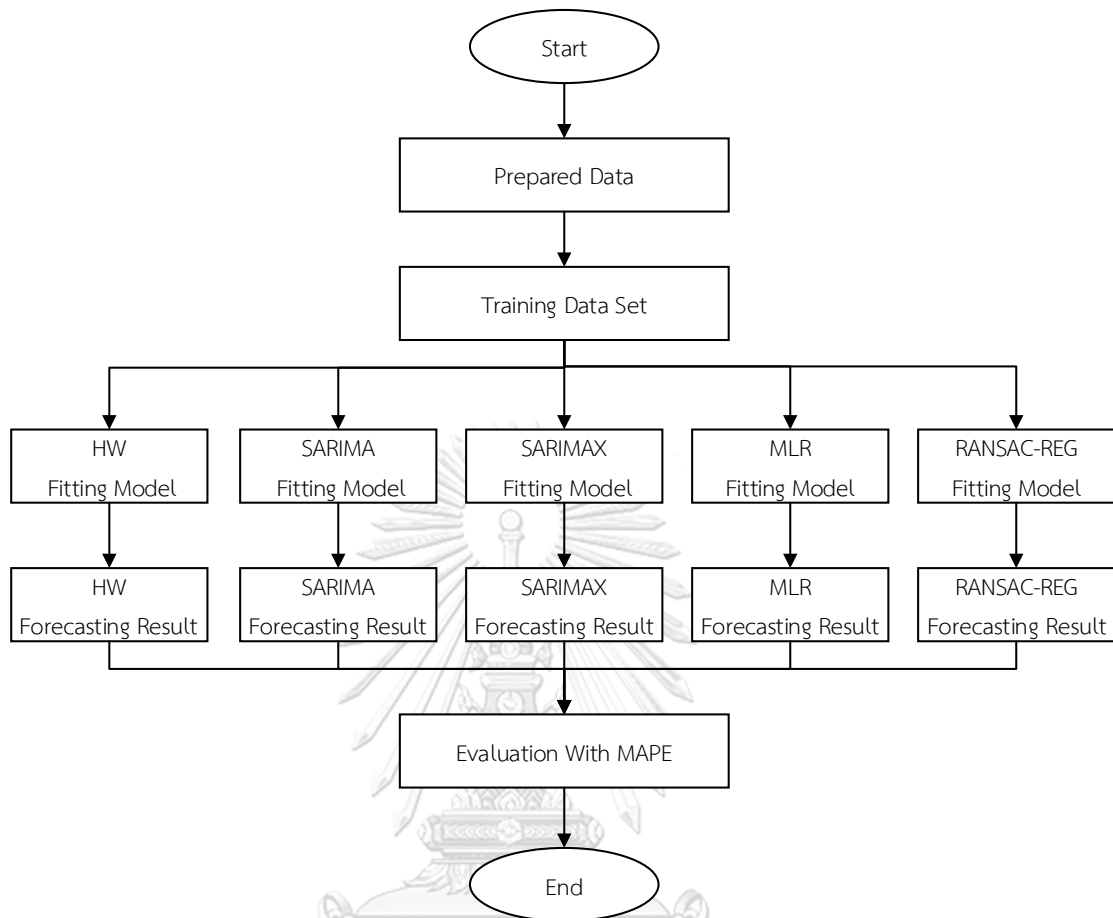 Start
Prepared Data
Training Data Set
HW
Fitting Model
SARIMA
Fitting Model
SARIMAX
Fitting Model
MLR
Fitting Model
RANSAC-REG
Fitting Model
HW
Forecasting Result
SARIMA
Forecasting Result
SARIMAX
Forecasting Result
MLR
Forecasting Result
RANSAC-REG
Forecasting Result
Evaluation With MAPE
End